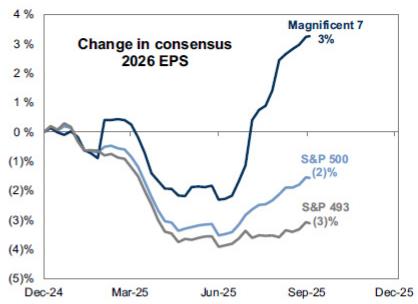 4 %
3 %
2 %
1 %
0 %
(1)%
(2)%
(3)%
(4)%
(5)%
Change in consensus
2026 EPS
Magnificent 7
3%
S&P 500
(2)%
S&P 493
(3)%
Dec-24
Mar-25
Jun-25
Sep-25
Dec-25